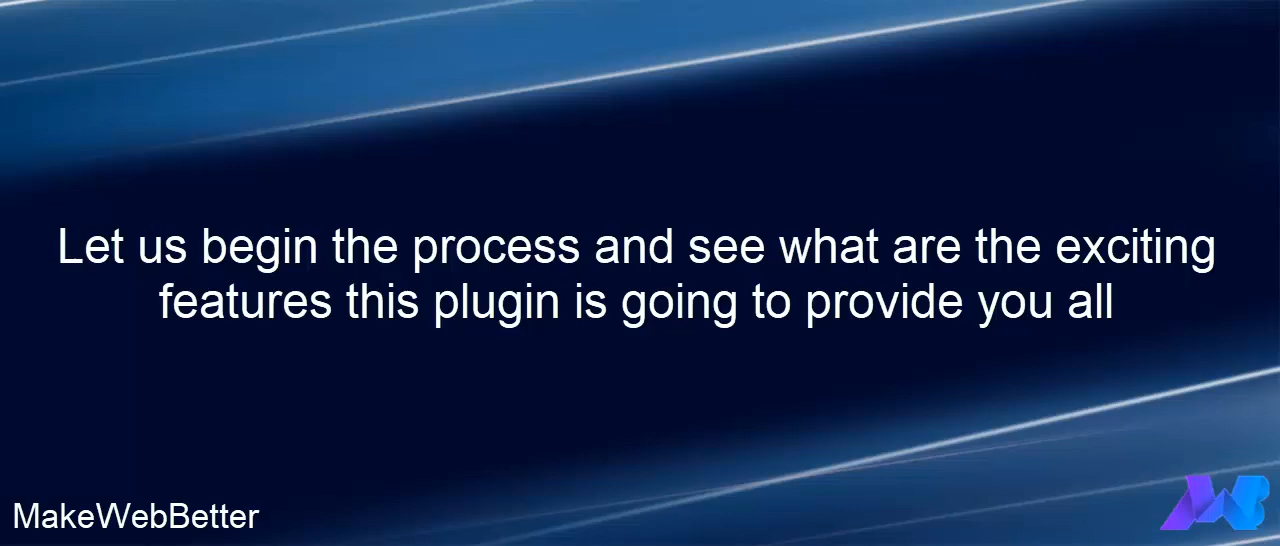 Let us begin the process and see what are the exciting
features this plugin is going to provide you all
MakeWebBetter